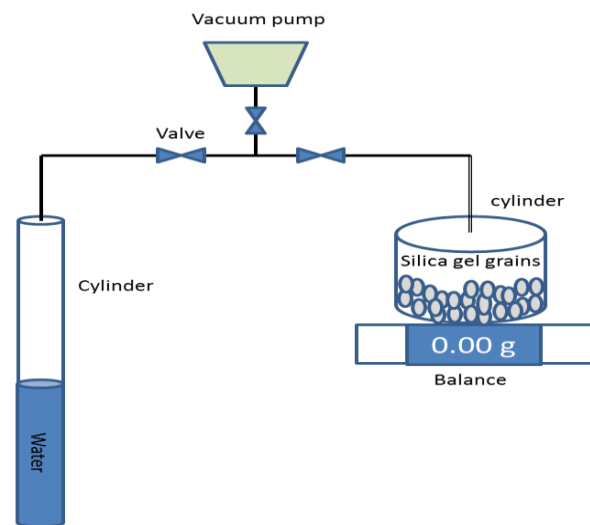 Vacuum pump
Valve
cylinder
Silica gel grains
Cylinder
0.00 g
Balance
Water